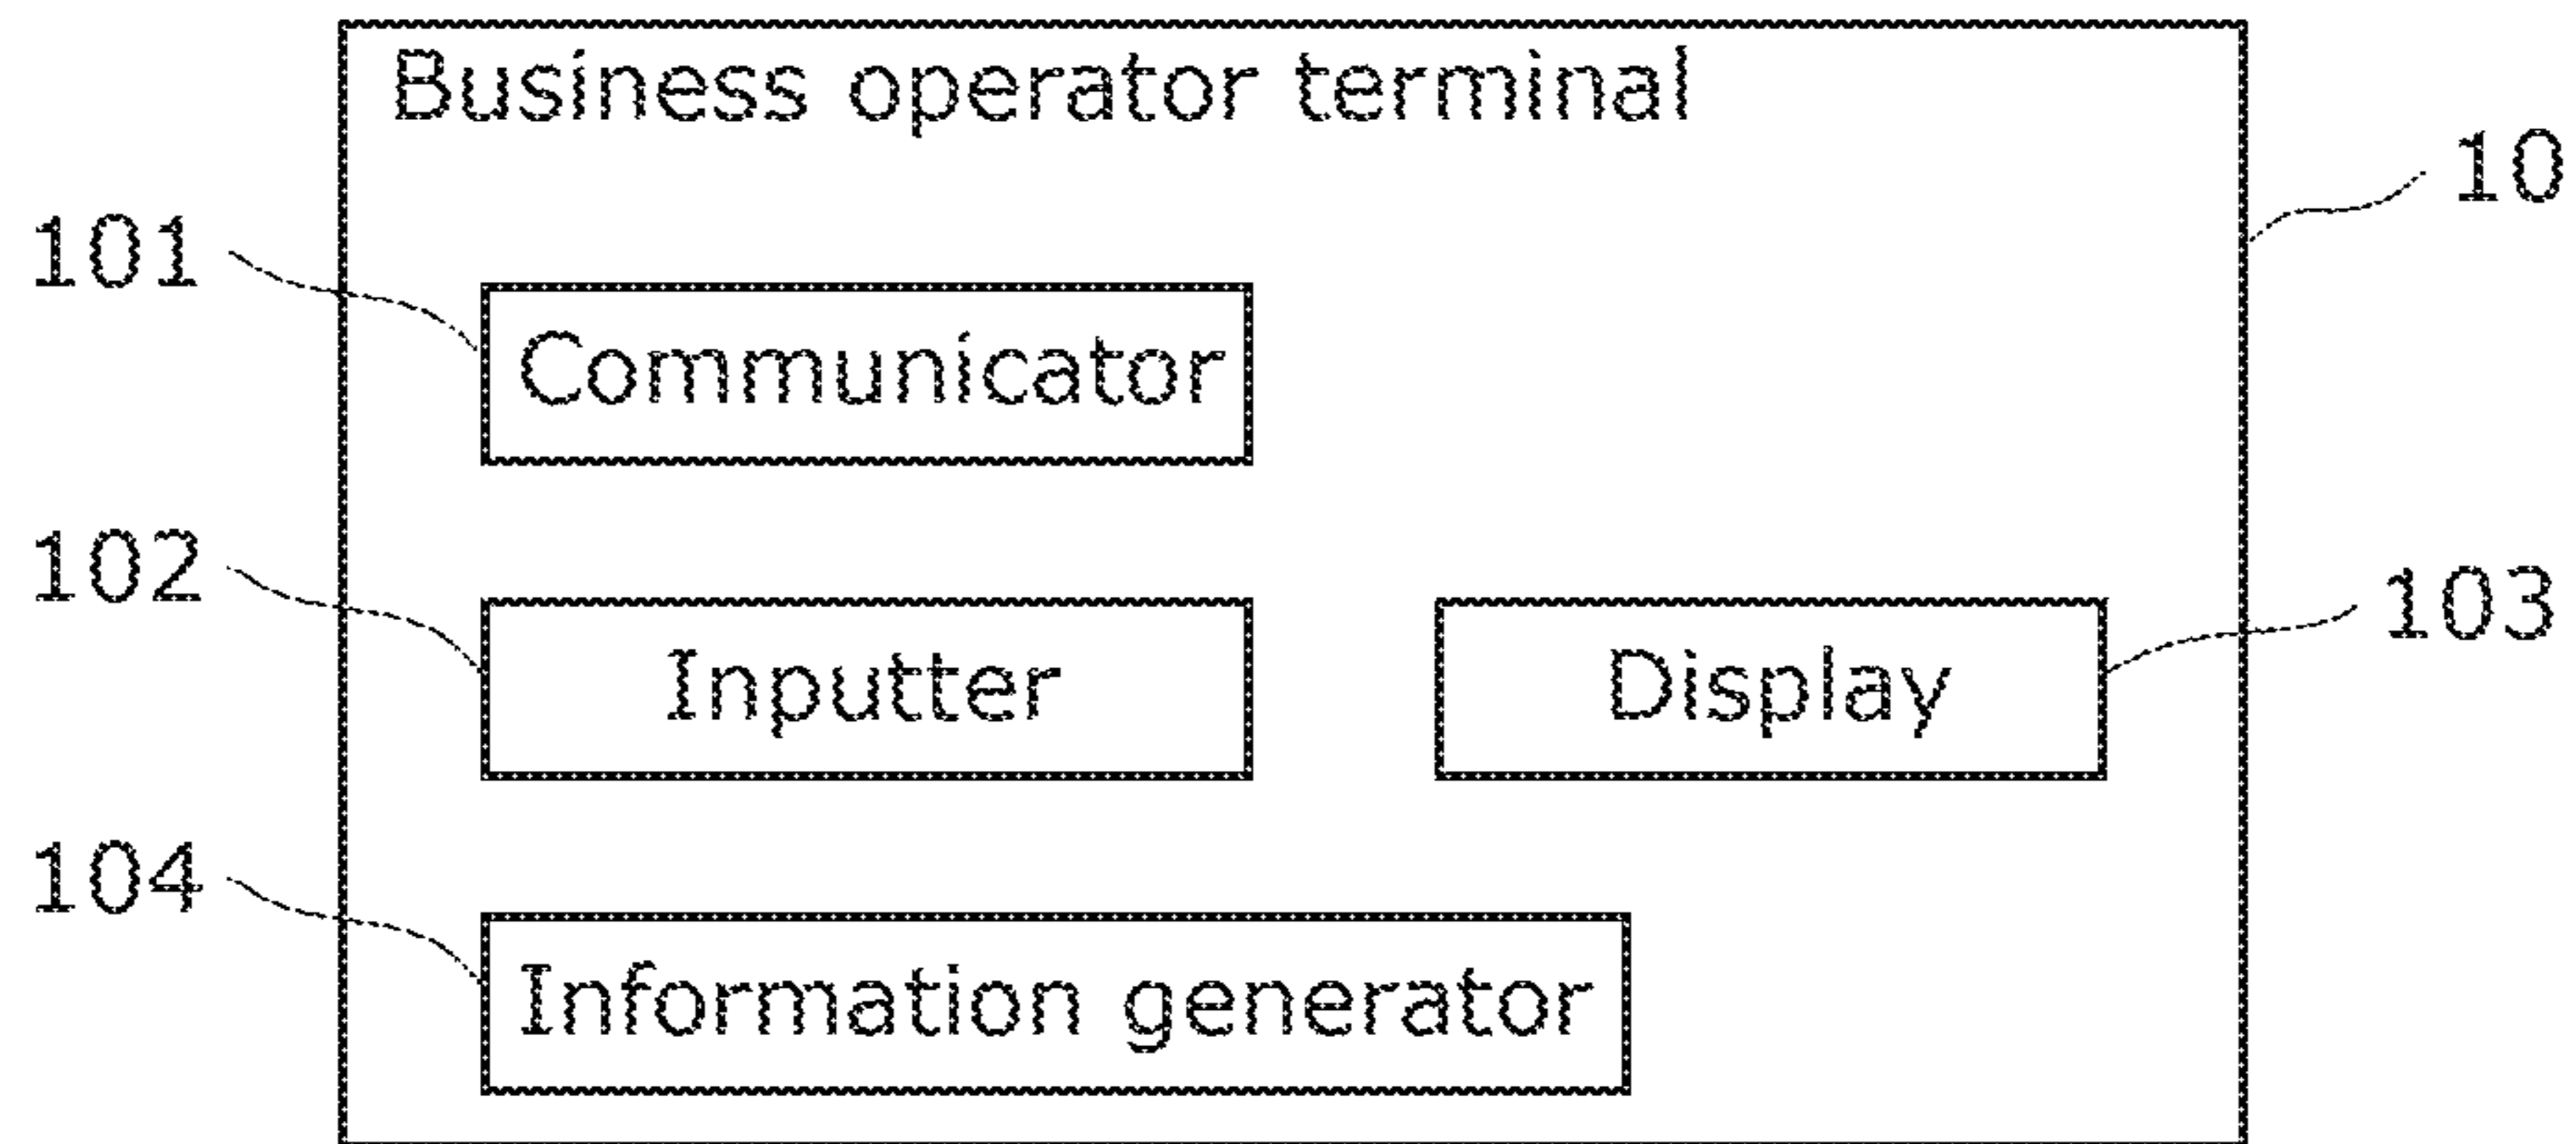 Business operator terminal
10
101
Communicator
102
Inputter
Display
103
104
Information generator